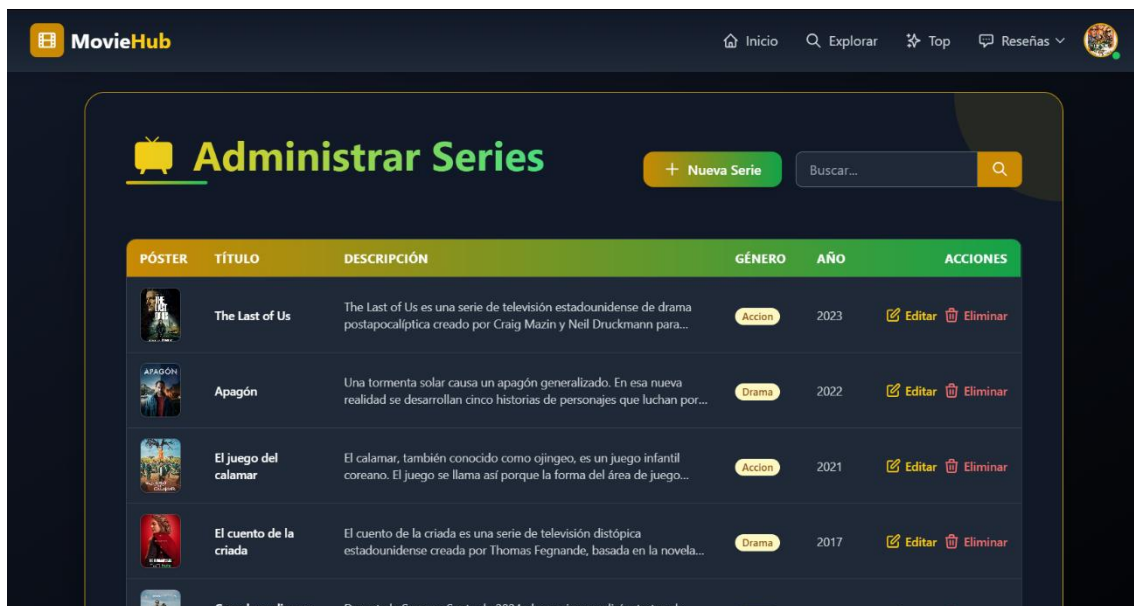 MovieHub
Inicio
Explorar
Top
Reseñas
Administrar Series
Nueva Serie
Buscar...
PÓSTER TÍTULO DESCRIPCIÓN GÉNERO AÑO ACCIONES
The Last of Us
The Last of Us es una serie de televisión estadounidense de drama
postapocalíptica creado por Craig Mazin y Neil Druckmann para...
Accion
2023
Editar
Eliminar
APAGÓN
Apagón
Una tormenta solar causa un apagón generalizado. En esa nueva
realidad se desarrollan cinco historias de personajes que luchan por...
Drama
2022
Editar
Eliminar
El juego del
calamar
El calamar, también conocido como ojingeo, es un juego infantil
coreano. El juego se llama así porque la forma del área de juego...
Accion
2021
Editar
Eliminar
El cuento de la
criada
El cuento de la criada es una serie de televisión distópica
estadounidense creada por Thomas Fegnande, basada en la novela...
Drama
2017
Editar
Eliminar